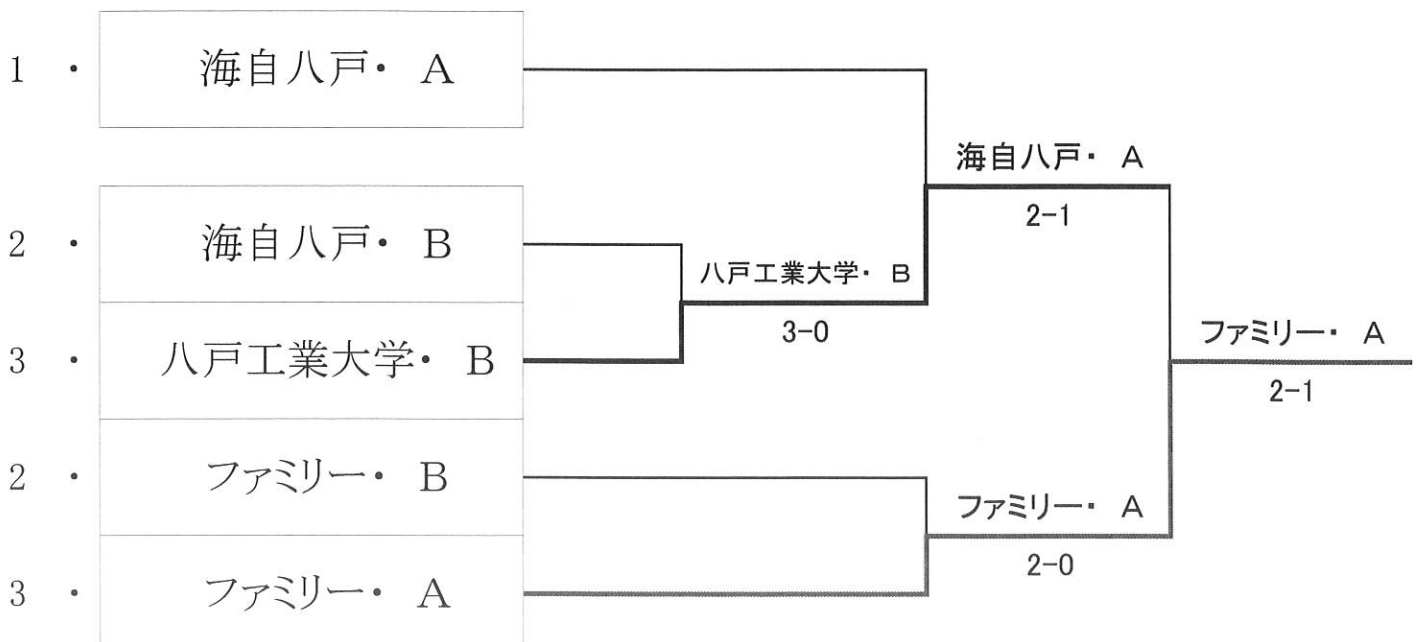 1 ・ 海自八戸・ A
海自八戸・ A
2-1
2 ・ 海自八戸・ B
八戸工業大学・ B
3-0
3 ・ 八戸工業大学・ B
ファミリー・ A
2-1
2 ・ ファミリー・ B
ファミリー・ A
2-0
3 ・ ファミリー・ A